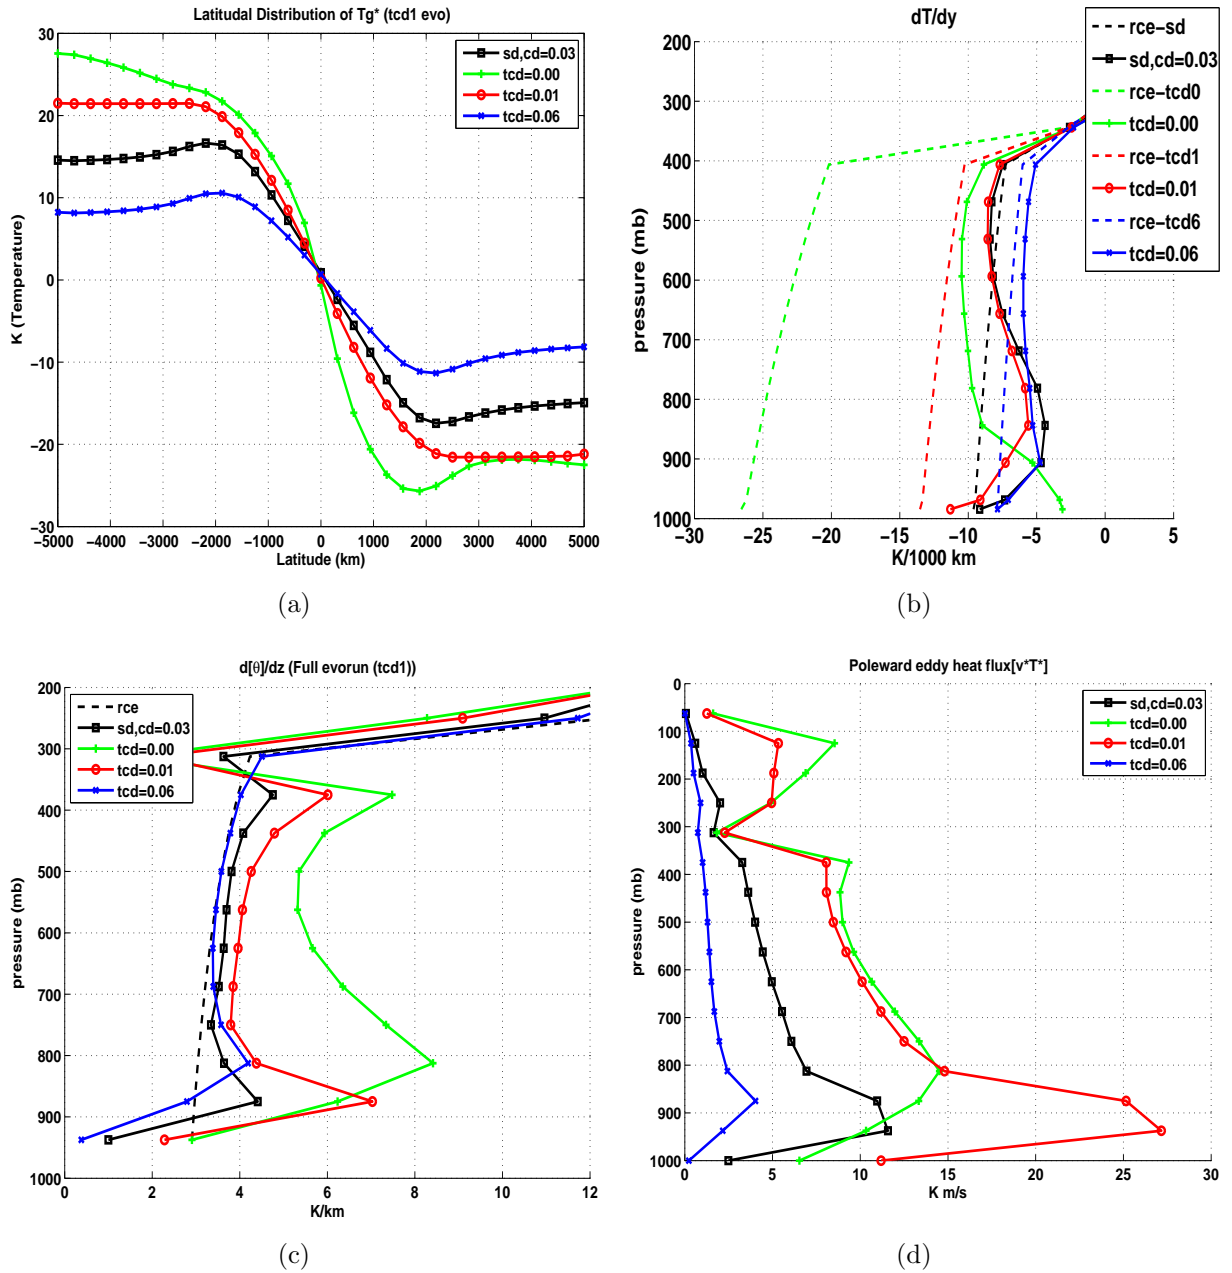 Latitudal Distribution of Tg* (tcd1 evo)
30
20
10
0
−10
−20
−30
K (Temperature)
sd,cd=0.03
tcd=0.00
tcd=0.01
tcd=0.06
−5000 −4000 −3000 −2000 −1000 0 1000 2000 3000 4000 5000
Latitude (km)
(a)
dT/dy
200
300
400
500
600
700
800
900
1000
pressure (mb)
rce−sd
sd,cd=0.03
rce−tcd0
tcd=0.00
rce−tcd1
tcd=0.01
rce−tcd6
tcd=0.06
−30 −25 −20 −15 −10 −5 0 5
K/1000 km
(b)
d[θ]/dz (Full evorun (tcd1))
200
300
400
500
600
700
800
900
1000
pressure (mb)
rce
sd,cd=0.03
tcd=0.00
tcd=0.01
tcd=0.06
0 2 4 6 8 10 12
K/km
(c)
Poleward eddy heat flux[v*T*]
0
100
200
300
400
500
600
700
800
900
1000
pressure (mb)
sd,cd=0.03
tcd=0.00
tcd=0.01
tcd=0.06
0 5 10 15 20 25 30
K m/s
(d)